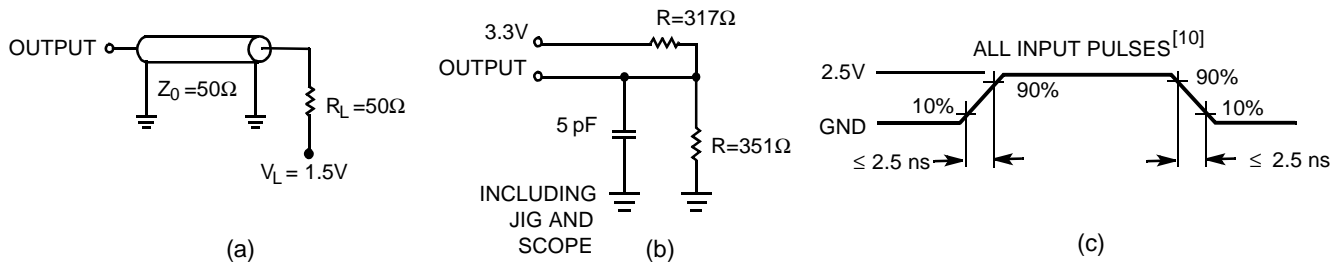 OUTPUT
Z0 =50Ω
RL =50Ω
VL = 1.5V
(a)
R=317Ω
3.3V
OUTPUT
5 pF
R=351Ω
INCLUDING
JIG AND
SCOPE
(b)
ALL INPUT PULSES[10]
2.5V
90%
90%
10%
10%
GND
≤ 2.5 ns
≤ 2.5 ns
(c)